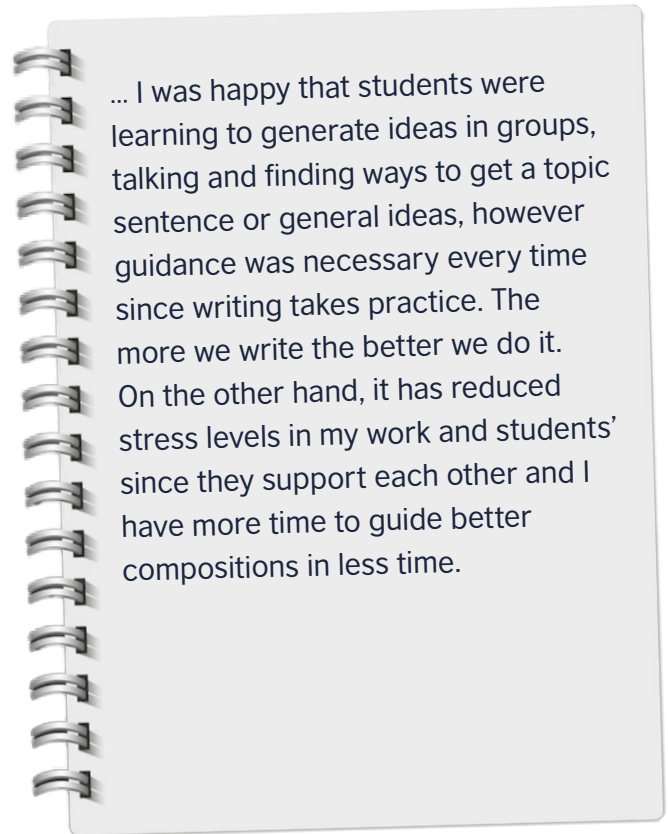 ... I was happy that students were
learning to generate ideas in groups,
talking and finding ways to get a topic
sentence or general ideas, however
guidance was necessary every time
since writing takes practice. The
more we write the better we do it.
On the other hand, it has reduced
stress levels in my work and students’
since they support each other and I
have more time to guide better
compositions in less time.